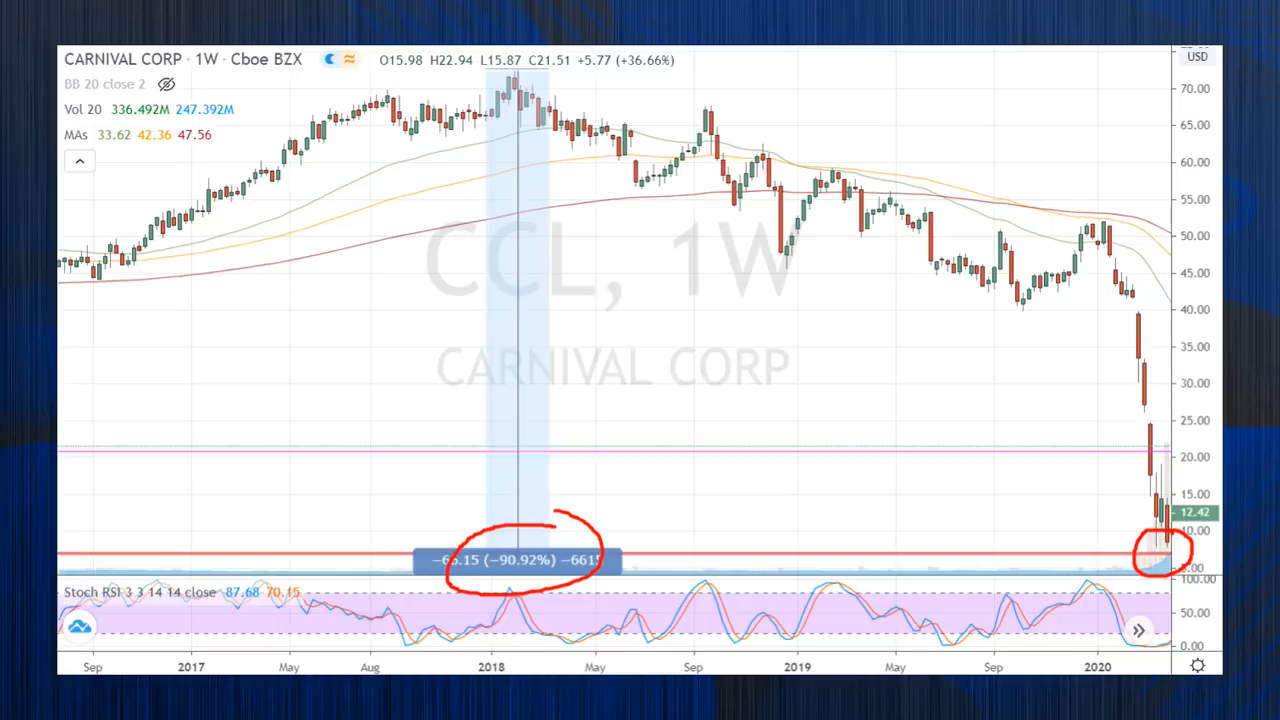 CARNIVAL CORP · 1W · Cboe BZX O15.98 H22.94 L15.87 C21.51 +5.77 (+36.66%)
USD
BB 20 close 2
Vol 20 336.492M 247.392M
MAs 33.62 42.36 47.56
70.00
65.00
60.00
55.00
50.00
45.00
40.00
35.00
30.00
25.00
20.00
15.00
12.42
10.00
CCL, 1W
CARNIVAL CORP
−66.15 (−90.92%) −6615
Stoch RSI 3 3 14 14 close 87.68 70.15
100.00
50.00
0.00
Sep 2017 May Aug 2018 May Sep 2019 May Sep 2020